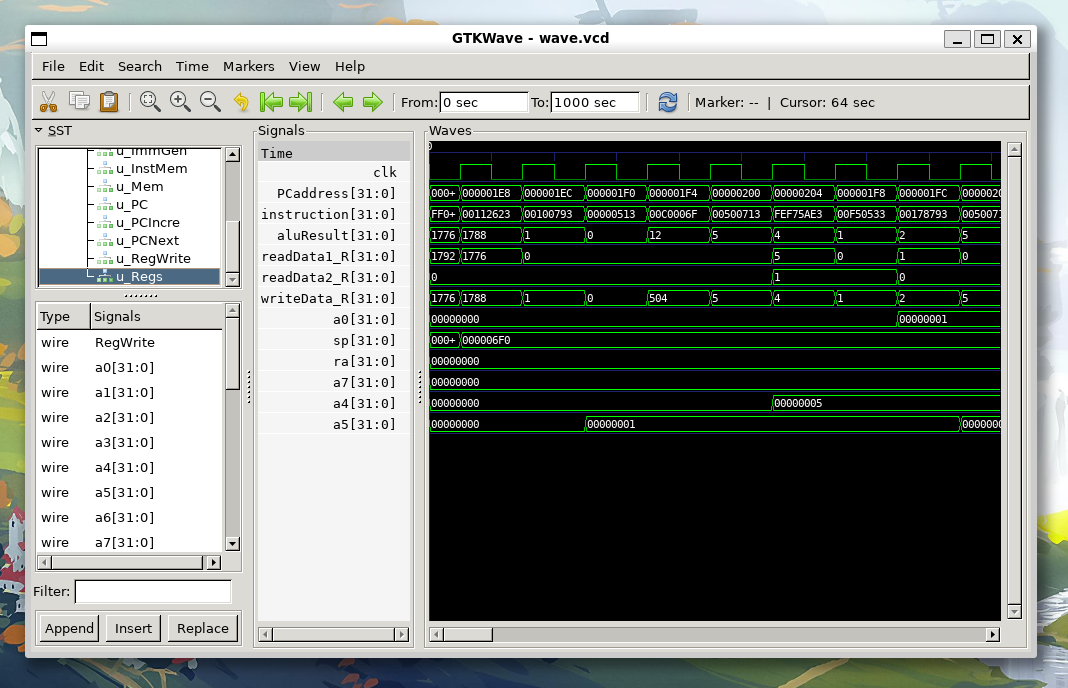 GTKWave - wave.vcd
File Edit Search Time Markers View Help
From: 0 sec To: 1000 sec Marker: -- | Cursor: 64 sec
SST
u_ImmGen
u_InstMem
u_Mem
u_PC
u_PCIncre
u_PCNext
u_RegWrite
u_Regs
Type Signals
wire RegWrite
wire a0[31:0]
wire a1[31:0]
wire a2[31:0]
wire a3[31:0]
wire a4[31:0]
wire a5[31:0]
wire a6[31:0]
wire a7[31:0]
Filter:
Append Insert Replace
Signals
Waves
Time 0
clk
PCaddress[31:0] 000+ 000001E8 000001EC 000001F0 000001F4 00000200 00000204 000001F8 000001FC 0000020
instruction[31:0] FF0+ 00112623 00100793 00000513 00C0006F 00500713 FEF75AE3 00F50533 00178793 0050071
aluResult[31:0] 1776 1788 1 0 12 5 4 1 2 5
readData1_R[31:0] 1792 1776 0 5 0 1 0
readData2_R[31:0] 0 1 0
writeData_R[31:0] 1776 1788 1 0 504 5 4 1 2 5
a0[31:0] 00000000 00000001
sp[31:0] 000+ 000006F0
ra[31:0] 00000000
a7[31:0] 00000000
a4[31:0] 00000000 00000005
a5[31:0] 00000000 00000001 0000000